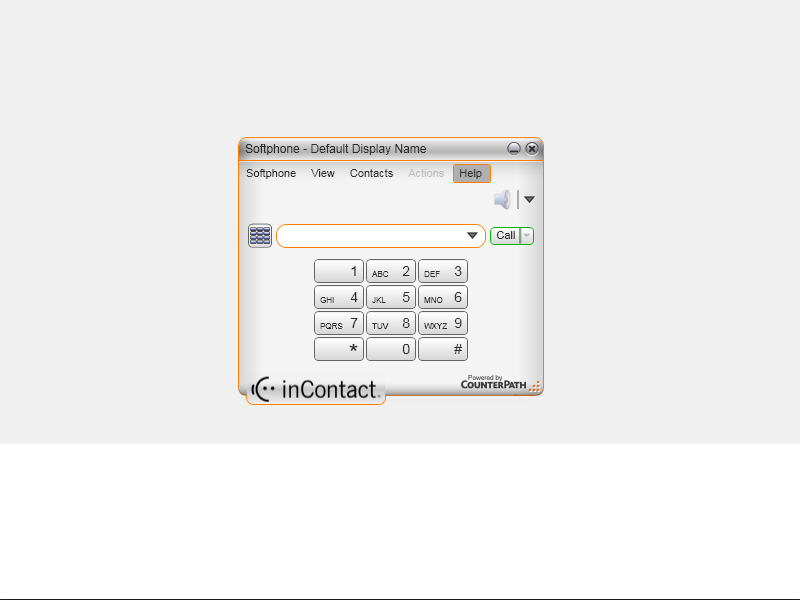 Softphone - Default Display Name
Softphone View Contacts Actions Help
Call
1 ABC 2 DEF 3
GHI 4 JKL 5 MNO 6
PQRS 7 TUV 8 WXYZ 9
* 0 #
Powered by
COUNTERPATH
inContact